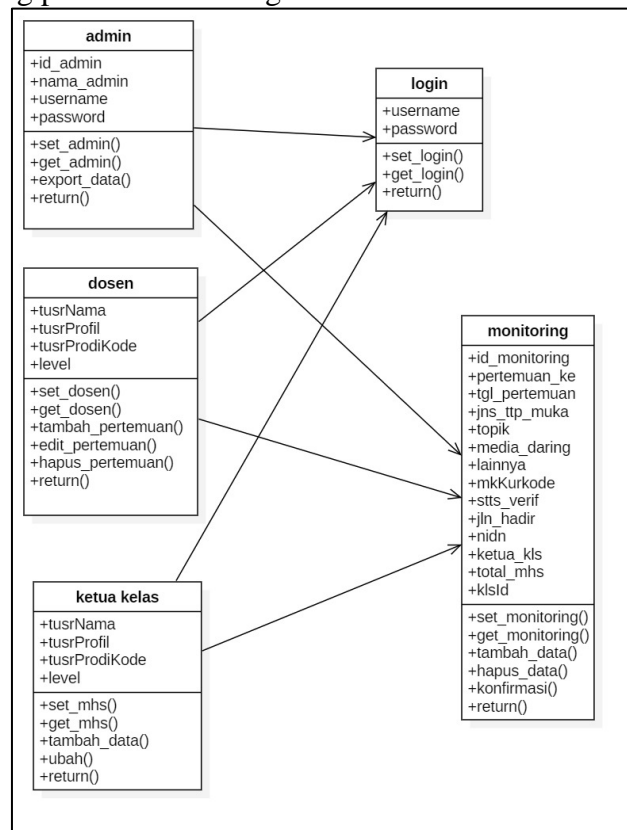 admin
+id_admin
+nama_admin
+username
+password
+set_admin()
+get_admin()
+export_data()
+return()
login
+username
+password
+set_login()
+get_login()
+return()
dosen
+tusrNama
+tusrProfil
+tusrProdiKode
+level
+set_dosen()
+get_dosen()
+tambah_pertemuan()
+edit_pertemuan()
+hapus_pertemuan()
+return()
monitoring
+id_monitoring
+pertemuan_ke
+tgl_pertemuan
+jns_ttp_muka
+topik
+media_daring
+lainnya
+mkKurkode
+stts_verif
+jln_hadir
+nidn
+ketua_kls
+total_mhs
+klsId
+set_monitoring()
+get_monitoring()
+tambah_data()
+hapus_data()
+konfirmasi()
+return()
ketua kelas
+tusrNama
+tusrProfil
+tusrProdiKode
+level
+set_mhs()
+get_mhs()
+tambah_data()
+ubah()
+return()